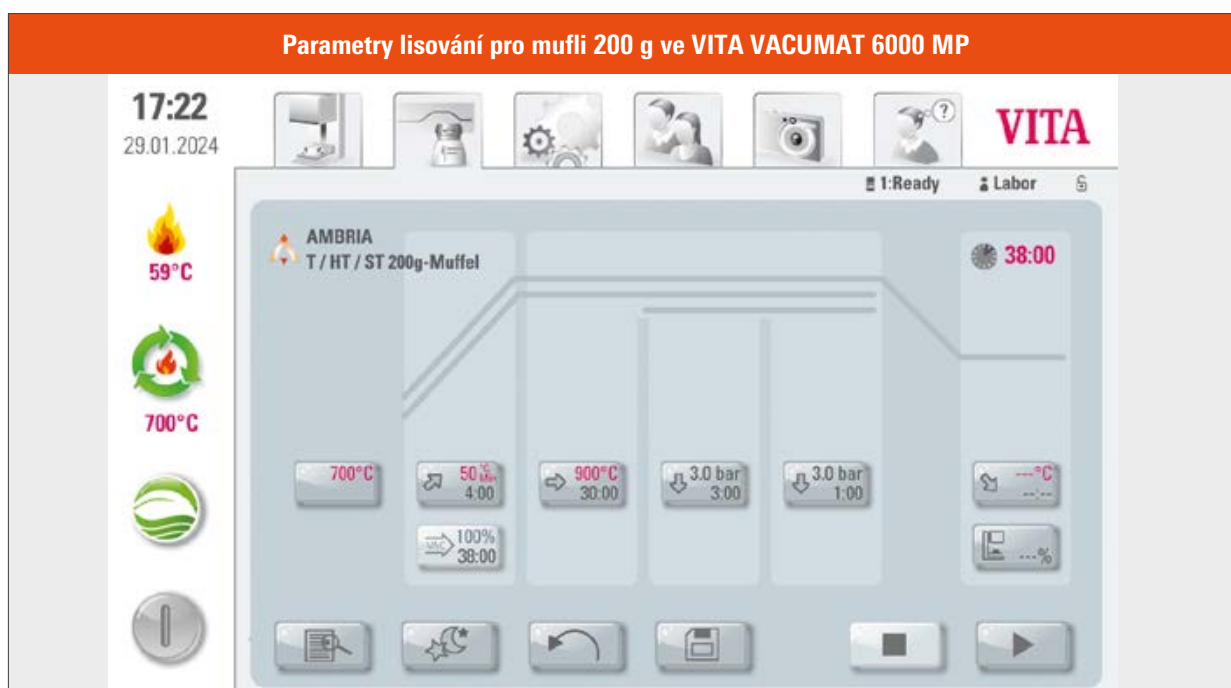 Parametry lisování pro mufli 200 g ve VITA VACUMAT 6000 MP
17:22
29.01.2024
?
VITA
1:Ready
Labor
59°C
AMBRIA
T / HT / ST 200g-Muffel
38:00
700°C
700°C
50 °C
4:00
900°C
30:00
3.0 bar
3:00
3.0 bar
1:00
---°C
--:--
VAC
100%
38:00
---%